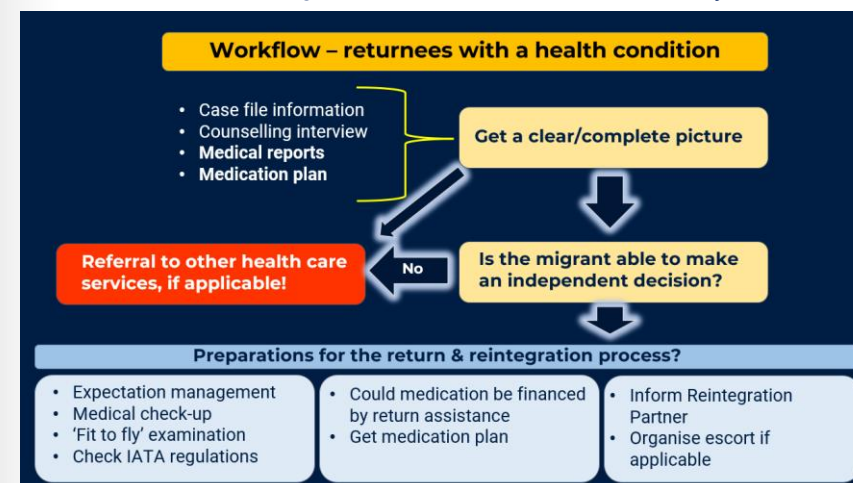 Workflow – returnees with a health condition
• Case file information
• Counselling interview
• Medical reports
• Medication plan
Get a clear/complete picture
Referral to other health care
services, if applicable!
No
Is the migrant able to make
an independent decision?
Preparations for the return & reintegration process?
• Expectation management
• Medical check-up
• ‘Fit to fly’ examination
• Check IATA regulations
• Could medication be financed
by return assistance
• Get medication plan
• Inform Reintegration
Partner
• Organise escort if
applicable